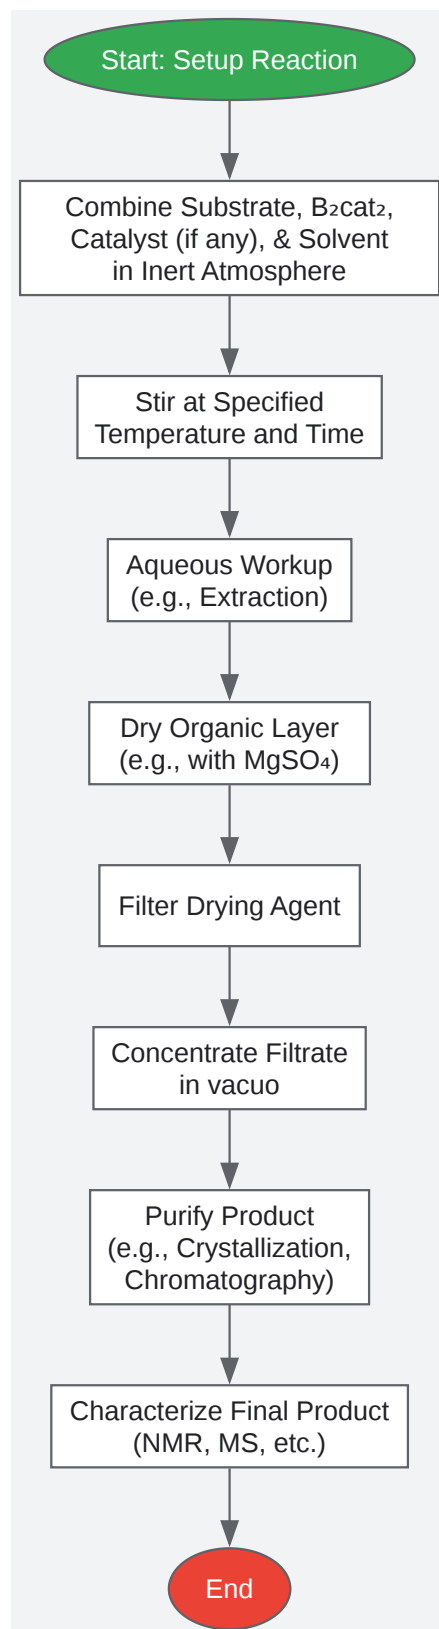 Start: Setup Reaction
Combine Substrate, B₂cat₂,
Catalyst (if any), & Solvent
in Inert Atmosphere
Stir at Specified
Temperature and Time
Aqueous Workup
(e.g., Extraction)
Dry Organic Layer
(e.g., with MgSO₄)
Filter Drying Agent
Concentrate Filtrate
in vacuo
Purify Product
(e.g., Crystallization,
Chromatography)
Characterize Final Product
(NMR, MS, etc.)
End